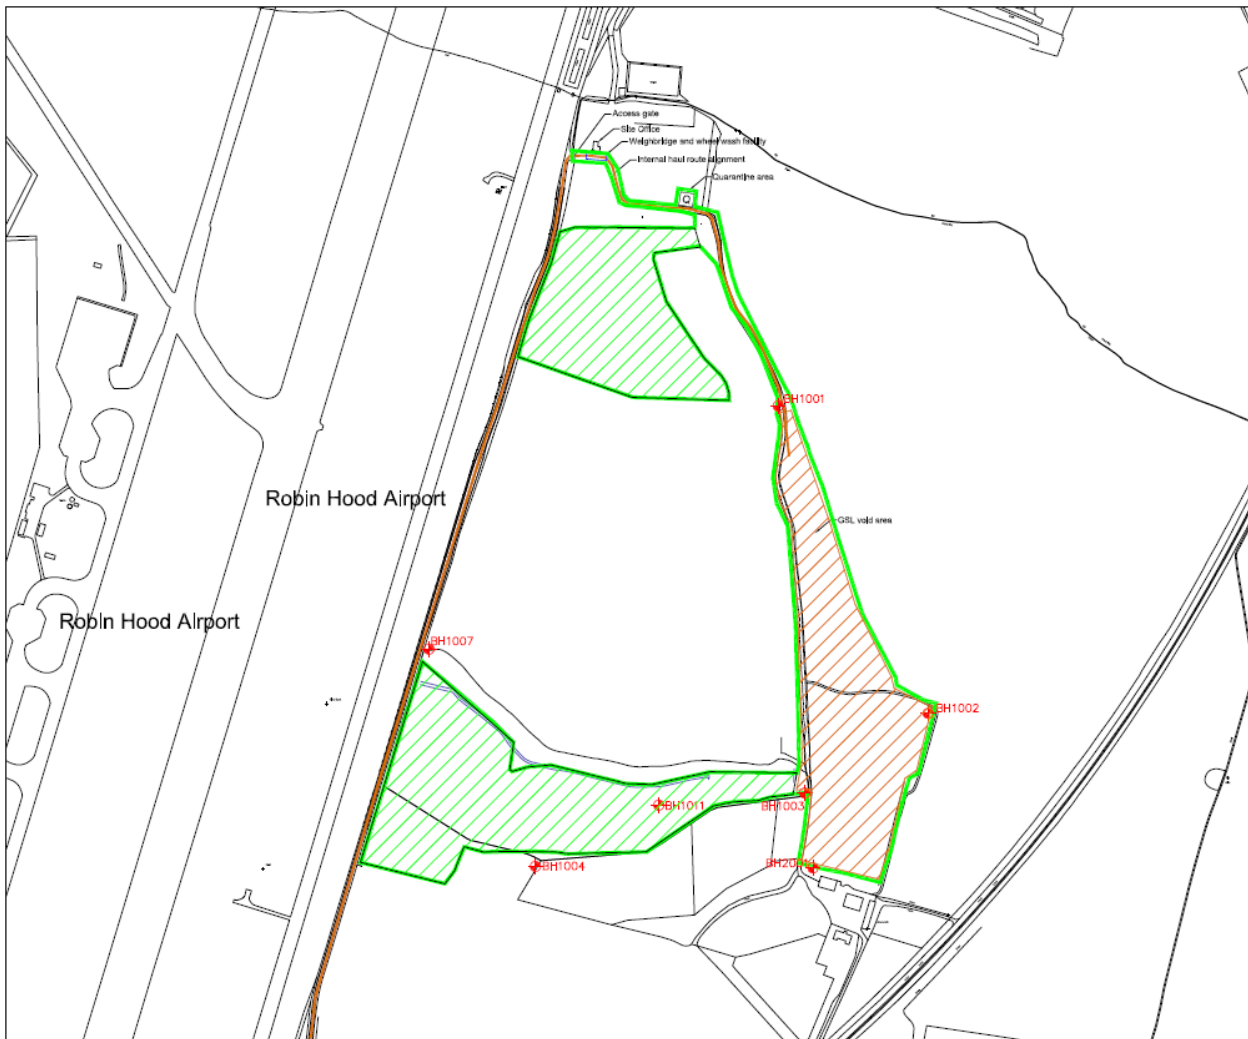 Access gate
Site Office
Weighbridge and wheel wash facility
Internal haul route alignment
Quarantine area
Q
BH1001
Robin Hood Airport
GSL void area
Robin Hood Airport
BH1007
BH1002
BH1003
BH1011
BH1004